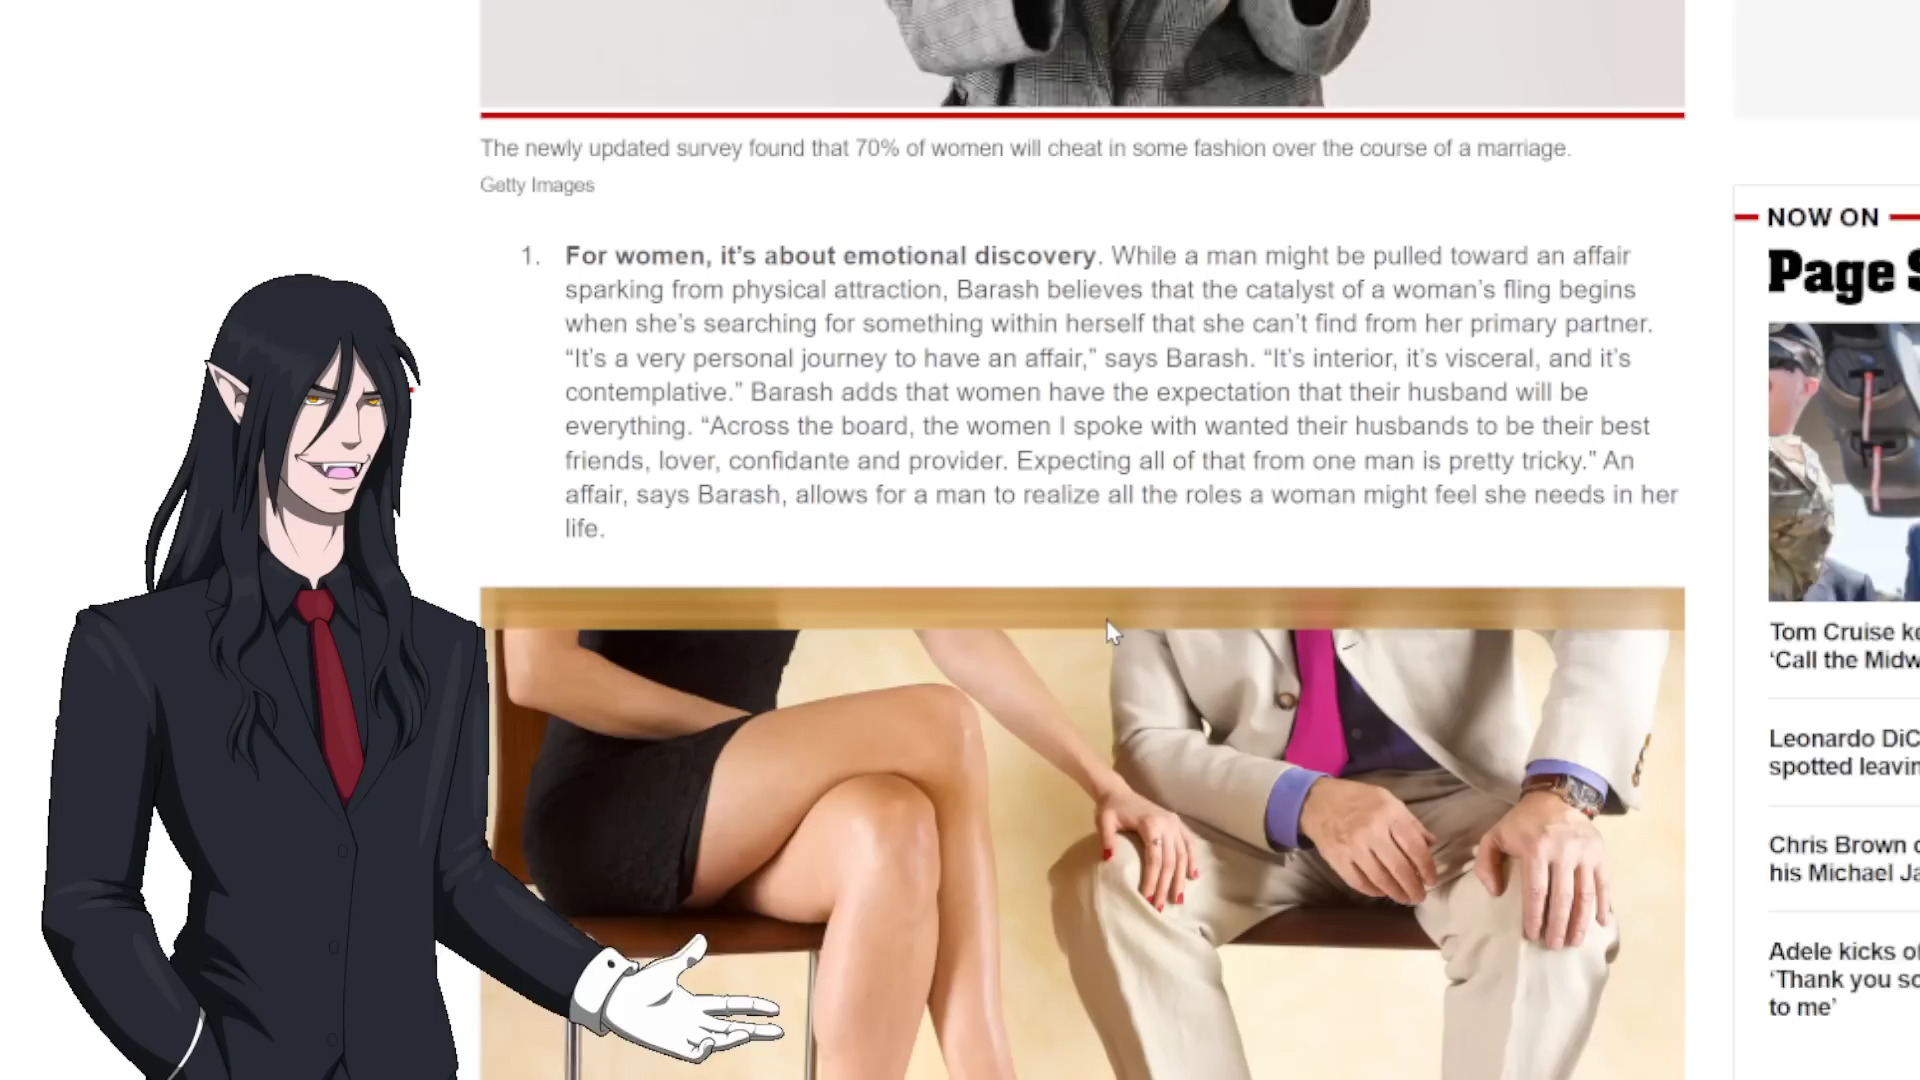 The newly updated survey found that 70% of women will cheat in some fashion over the course of a marriage.
Getty Images
1. For women, it’s about emotional discovery. While a man might be pulled toward an affair
sparking from physical attraction, Barash believes that the catalyst of a woman’s fling begins
when she’s searching for something within herself that she can’t find from her primary partner.
“It’s a very personal journey to have an affair,” says Barash. “It’s interior, it’s visceral, and it’s
contemplative.” Barash adds that women have the expectation that their husband will be
everything. “Across the board, the women I spoke with wanted their husbands to be their best
friends, lover, confidante and provider. Expecting all of that from one man is pretty tricky.” An
affair, says Barash, allows for a man to realize all the roles a woman might feel she needs in her
life.
NOW ON
Page S
Tom Cruise
‘Call the Midw
Leonardo DiC
spotted leavin
Chris Brown
his Michael Ja
Adele kicks
‘Thank you so
to me’